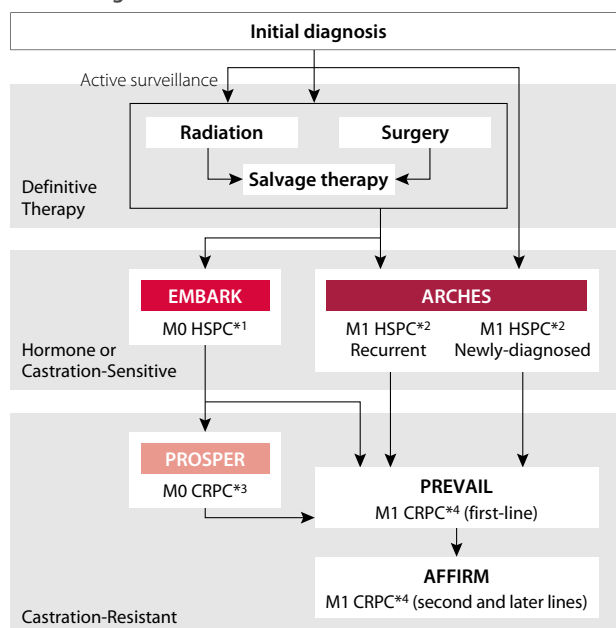 Initial diagnosis
Active surveillance
Radiation
Surgery
Salvage therapy
Definitive
Therapy
EMBARK
ARCHES
M0 HSPC*1
M1 HSPC*2
Recurrent
M1 HSPC*2
Newly-diagnosed
Hormone or
Castration-Sensitive
PROSPER
M0 CRPC*3
PREVAIL
M1 CRPC*4 (first-line)
AFFIRM
M1 CRPC*4 (second and later lines)
Castration-Resistant